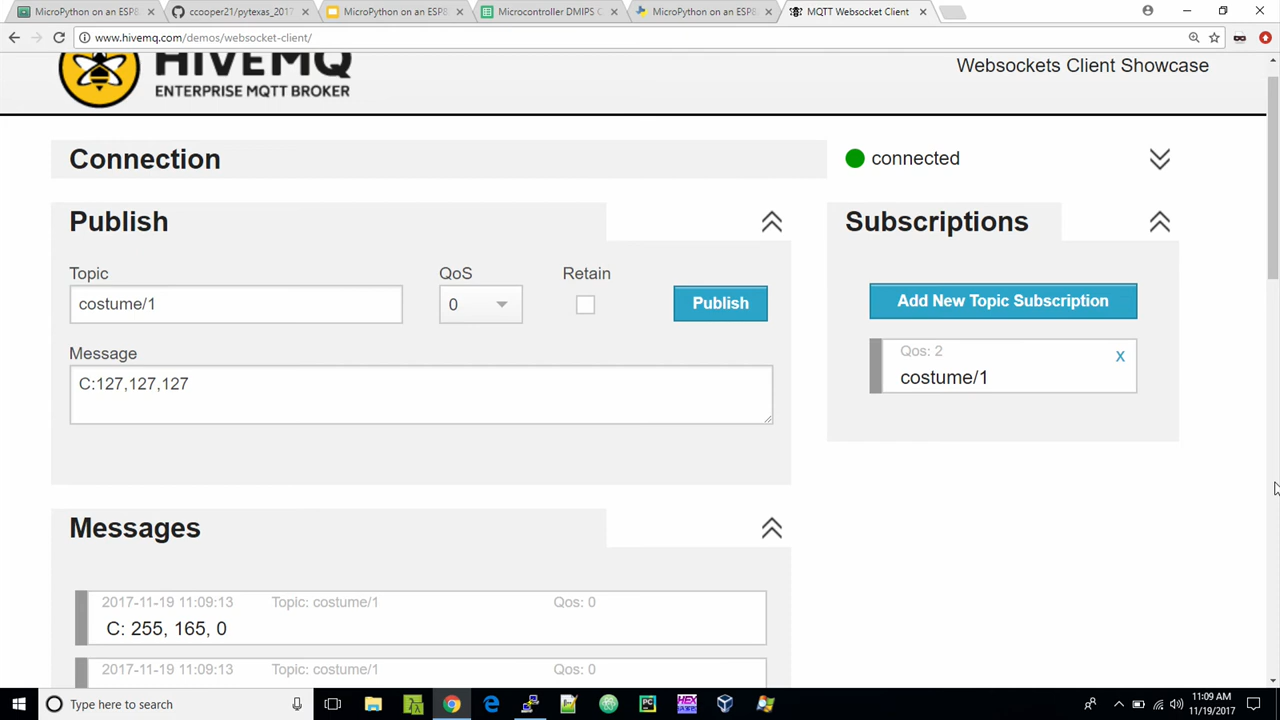 MicroPython on an ESP8
ccooper21/pytexas_2017
MicroPython on an ESP8
Microcontroller DMIPS C
MicroPython on an ESP8
MQTT Websocket Client
www.hivemq.com/demos/websocket-client/
HIVEMQ
ENTERPRISE MQTT BROKER
Websockets Client Showcase
Connection
connected
Publish
Subscriptions
Topic
QoS
Retain
costume/1
0
Publish
Add New Topic Subscription
Message
Qos: 2
X
costume/1
C:127,127,127
Messages
2017-11-19 11:09:13 Topic: costume/1 Qos: 0
C: 255, 165, 0
2017-11-19 11:09:13 Topic: costume/1 Qos: 0
Type here to search
PC
HEX
11:09 AM
11/19/2017